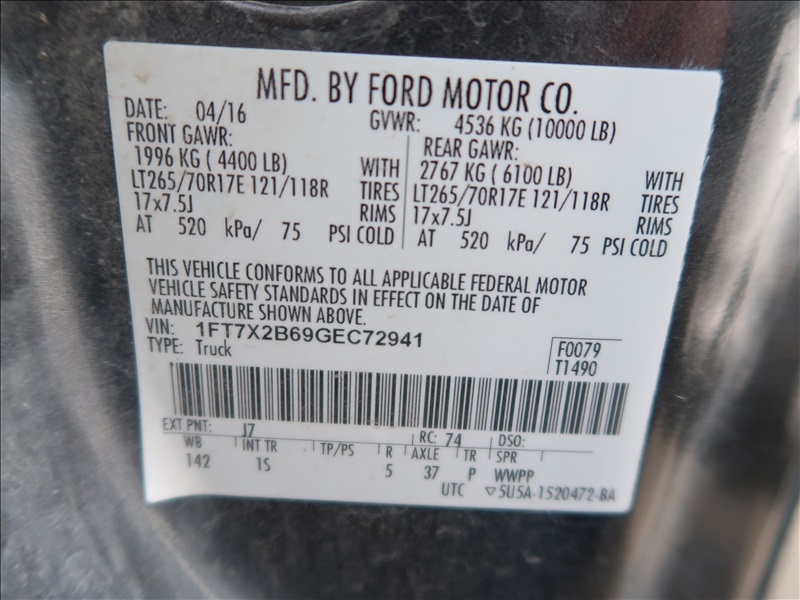 MFD. BY FORD MOTOR CO.
DATE: 04/16 GVWR: 4536 KG (10000 LB)
FRONT GAWR: REAR GAWR:
1996 KG ( 4400 LB) WITH 2767 KG ( 6100 LB) WITH
LT265/70R17E 121/118R TIRES LT265/70R17E 121/118R TIRES
17x7.5J RIMS 17x7.5J RIMS
AT 520 kPa/ 75 PSI COLD AT 520 kPa/ 75 PSI COLD
THIS VEHICLE CONFORMS TO ALL APPLICABLE FEDERAL MOTOR
VEHICLE SAFETY STANDARDS IN EFFECT ON THE DATE OF
MANUFACTURE SHOWN ABOVE.
VIN: 1FT7X2B69GEC72941
TYPE: Truck
F0079
T1490
EXT PNT: J7 RC: 74 DSO:
WB INT TR TP/PS R AXLE TR SPR
142 1S 5 37 P WWPP
UTC ▽5U5A-1520472-BA